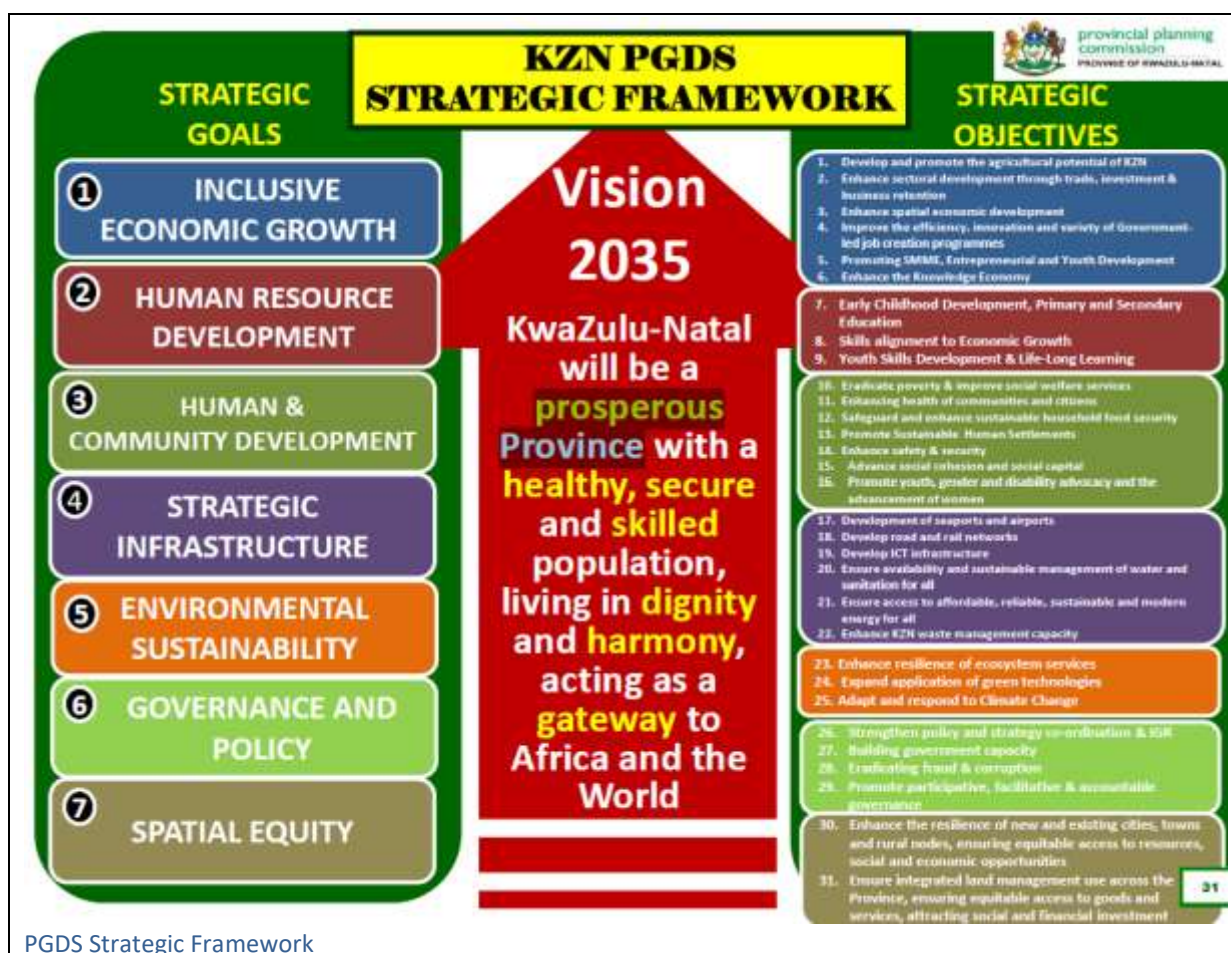 KZN PGDS
STRATEGIC FRAMEWORK
provincial planning
commission
PROVINCE OF KWAZULU-NATAL
STRATEGIC
GOALS
1 INCLUSIVE
ECONOMIC GROWTH
2 HUMAN RESOURCE
DEVELOPMENT
3 HUMAN &
COMMUNITY DEVELOPMENT
4 STRATEGIC
INFRASTRUCTURE
5 ENVIRONMENTAL
SUSTAINABILITY
6 GOVERNANCE AND
POLICY
7 SPATIAL EQUITY
Vision
2035
KwaZulu-Natal
will be a
prosperous
Province with a
healthy, secure
and skilled
population,
living in dignity
and harmony,
acting as a
gateway to
Africa and the
World
STRATEGIC
OBJECTIVES
1. Develop and promote the agricultural potential of KZN
2. Enhance sectoral development through trade, investment &
business retention
3. Enhance spatial economic development
4. Improve the efficiency, innovation and variety of Government-
led job creation programmes
5. Promoting SMME, Entrepreneurial and Youth Development
6. Enhance the Knowledge Economy
7. Early Childhood Development, Primary and Secondary
Education
8. Skills alignment to Economic Growth
9. Youth Skills Development & Life-Long Learning
10. Eradicate poverty & improve social welfare services
11. Enhancing health of communities and citizens
12. Safeguard and enhance sustainable household food security
13. Promote Sustainable Human Settlements
14. Enhance safety & security
15. Advance social cohesion and social capital
16. Promote youth, gender and disability advocacy and the
advancement of women
17. Development of seaports and airports
18. Develop road and rail networks
19. Develop ICT infrastructure
20. Ensure availability and sustainable management of water and
sanitation for all
21. Ensure access to affordable, reliable, sustainable and modern
energy for all
22. Enhance KZN waste management capacity
23. Enhance resilience of ecosystem services
24. Expand application of green technologies
25. Adapt and respond to Climate Change
26. Strengthen policy and strategy co-ordination & IGR
27. Building government capacity
28. Eradicating fraud & corruption
29. Promote participative, facilitative & accountable
governance
30. Enhance the resilience of new and existing cities, towns
and rural nodes, ensuring equitable access to resources,
social and economic opportunities
31. Ensure integrated land management use across the
Province, ensuring equitable access to goods and
services, attracting social and financial investment
31
PGDS Strategic Framework